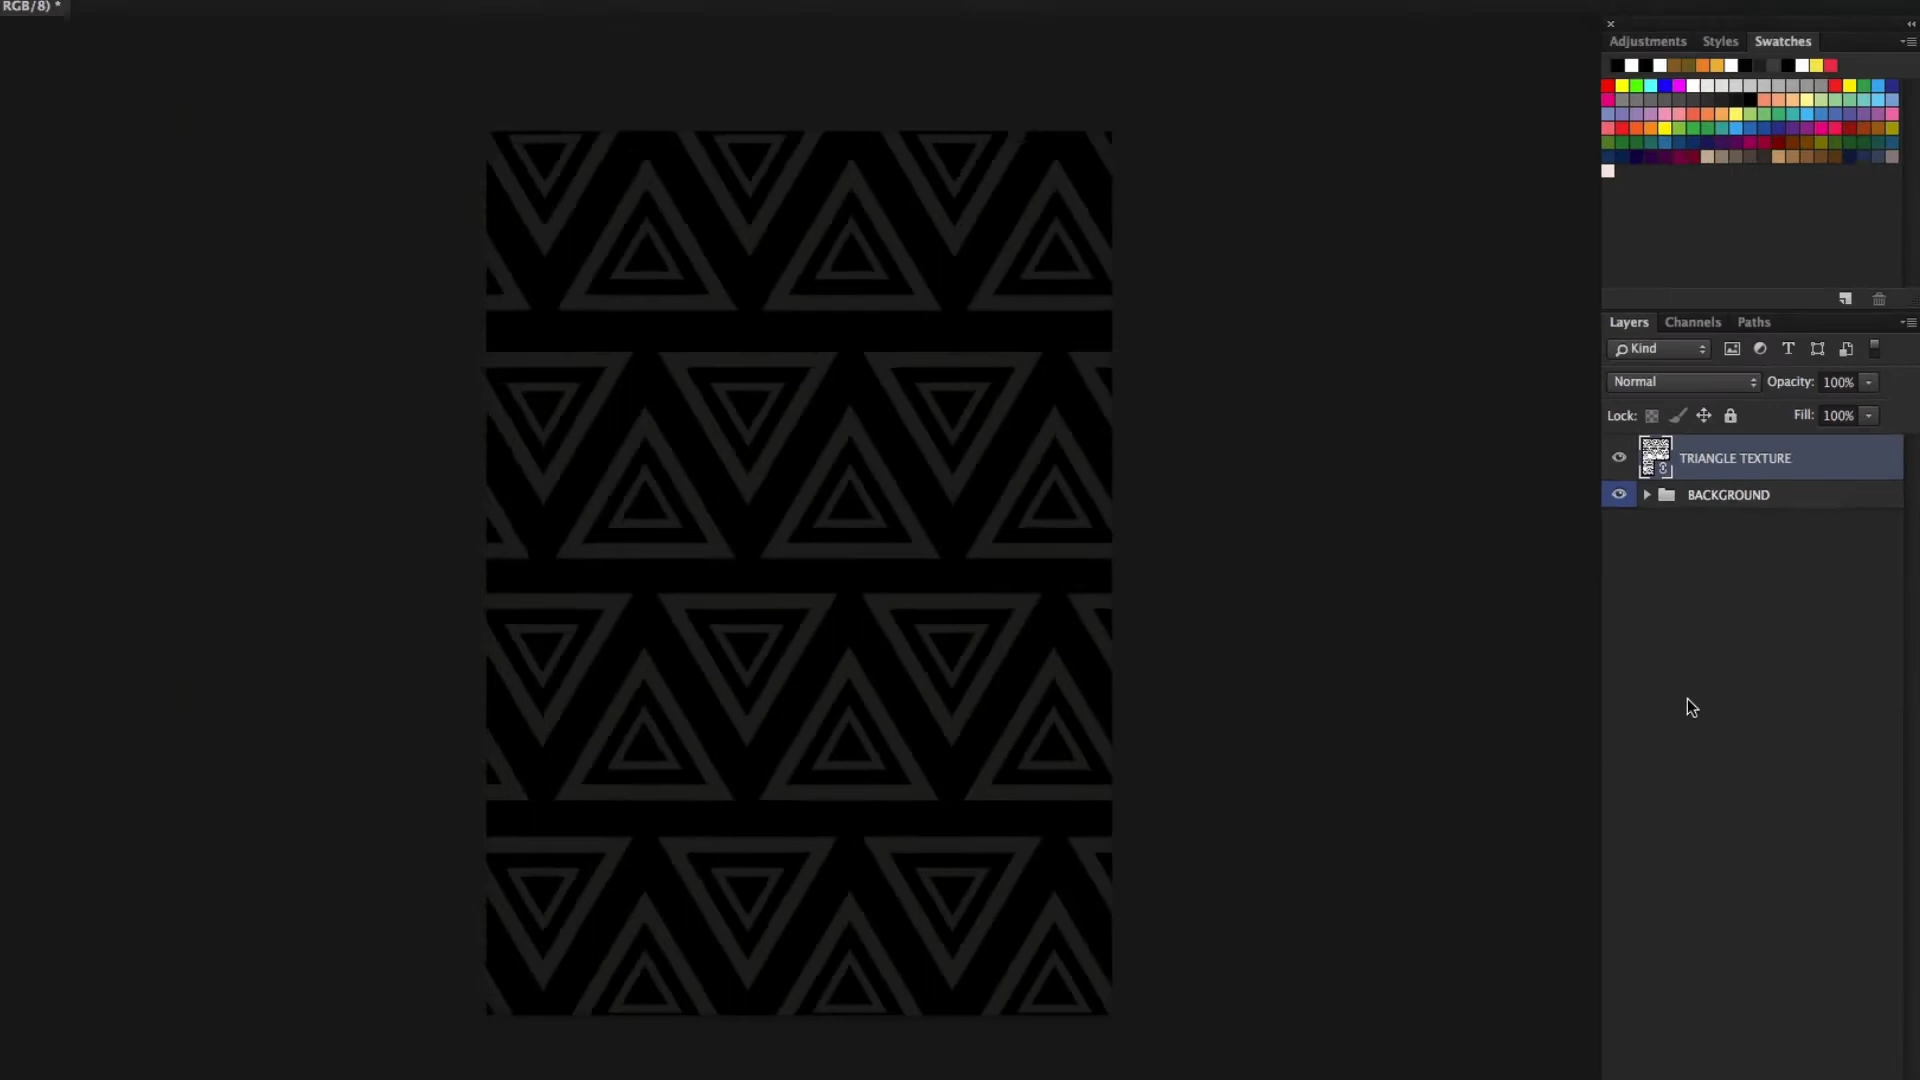 RGB/8) *
Adjustments Styles Swatches
Layers Channels Paths
Kind T
Normal Opacity: 100%
Lock: Fill: 100%
TRIANGLE TEXTURE
BACKGROUND